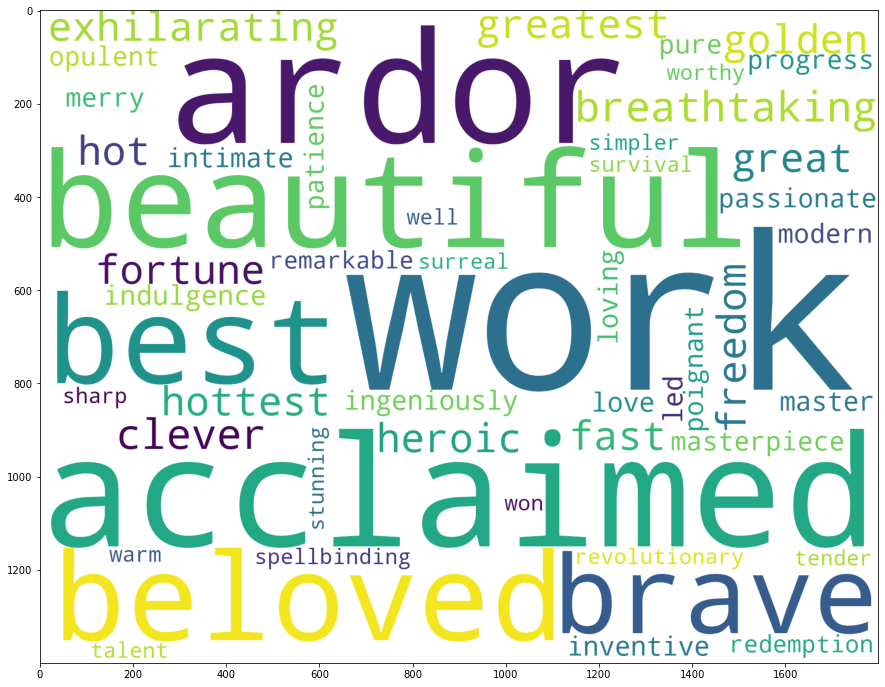 0
exhilarating
greatest
golden
pure
opulent
ardor
progress
worthy
merry
patience
breathtaking
200
hot
intimate
simpler
survival
great
beautiful
passionate
400
well
modern
fortune
remarkable
surreal
loving
work
indulgence
best
freedom
600
poignant
sharp
hottest
ingeniously
love
led
master
800
clever
heroic
fast
masterpiece
stunning
acclaimed
won
1000
warm
spellbinding
revolutionary
tender
beloved
brave
1200
talent
inventive
redemption
0 200 400 600 800 1000 1200 1400 1600